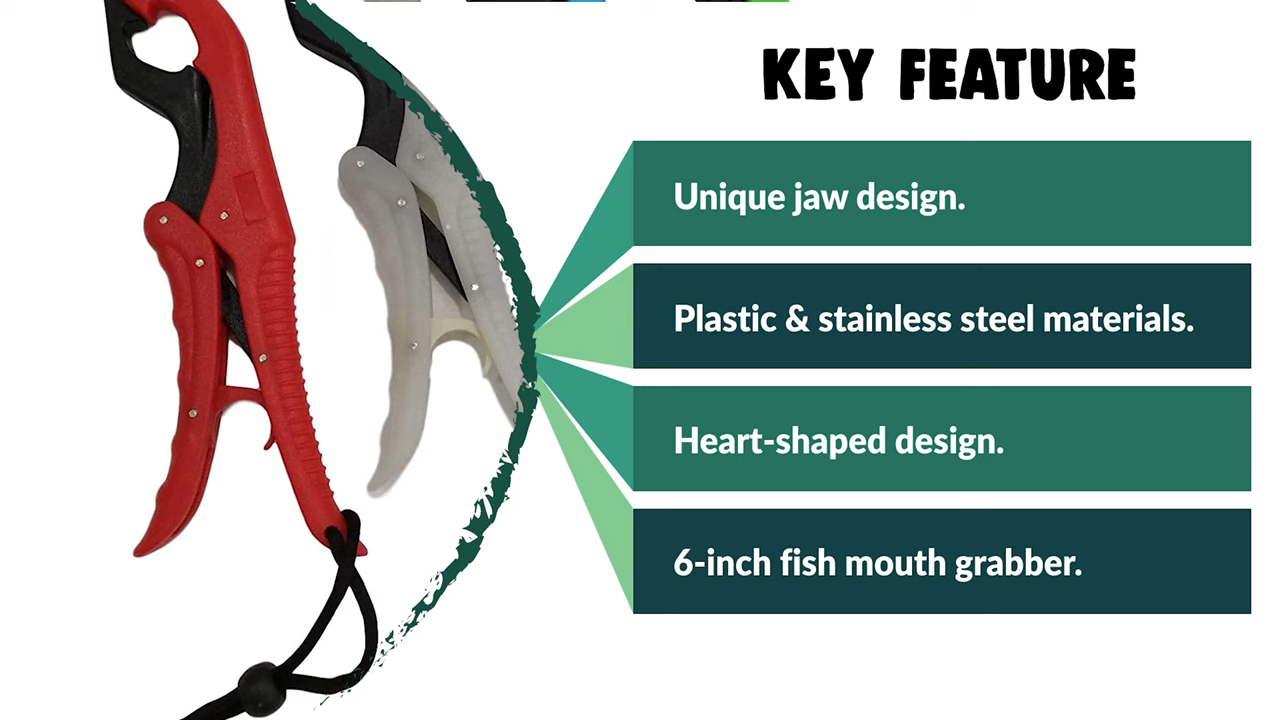 KEY FEATURE
Unique jaw design.
Plastic & stainless steel materials.
Heart-shaped design.
6-inch fish mouth grabber.